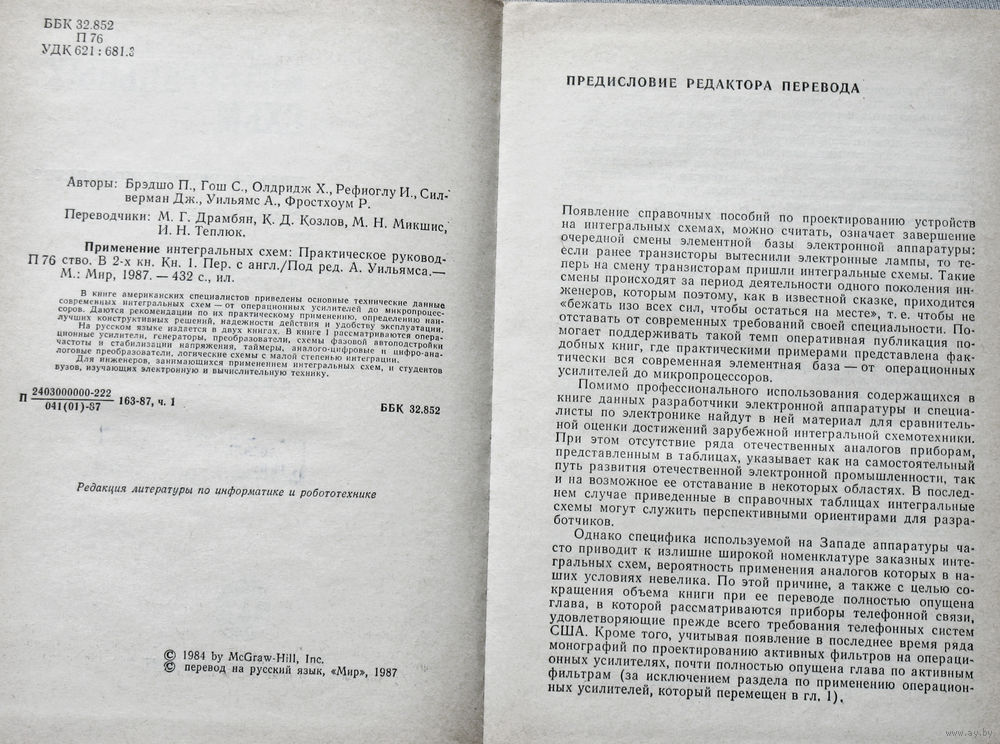 ББК 32.852
П 76
УДК 621 : 681.3
Авторы: Брэдшо П., Гош С., Олдридж Х., Рефиоглу И., Сил-
верман Дж., Уильямс А., Фростхоум Р.
Переводчики: М. Г. Драмбян, К. Д. Козлов, М. Н. Микшис,
И. Н. Теплюк.
Применение интегральных схем: Практическое руковод-
П 76 ство. В 2-х кн. Кн. 1. Пер. с англ./Под ред. А. Уильямса.—
М.: Мир, 1987. — 432 с., ил.
В книге американских специалистов приведены основные технические данные
современных интегральных схем — от операционных усилителей до микропроцес-
соров. Даются рекомендации по их практическому применению, определению наи-
лучших конструктивных решений, надежности действия и удобству эксплуатации.
На русском языке издается в двух книгах. В книге 1 рассматриваются опера-
ционные усилители, генераторы, преобразователи, схемы фазовой автоподстройки
частоты и стабилизации напряжения, таймеры, аналого-цифровые и цифро-ана-
логовые преобразователи, логические схемы с малой степенью интеграции.
Для инженеров, занимающихся применением интегральных схем, и студентов
вузов, изучающих электронную и вычислительную технику.
П 2403000000-222
041(01)-87 163-87, ч. 1
ББК 32.852
Редакция литературы по информатике и робототехнике
© 1984 by McGraw-Hill, Inc.
© перевод на русский язык, «Мир», 1987
ПРЕДИСЛОВИЕ РЕДАКТОРА ПЕРЕВОДА
Появление справочных пособий по проектированию устройств
на интегральных схемах, можно считать, означает завершение
очередной смены элементной базы электронной аппаратуры:
если ранее транзисторы вытеснили электронные лампы, то те-
перь на смену транзисторам пришли интегральные схемы. Такие
смены происходят за период деятельности одного поколения ин-
женеров, которым поэтому, как в известной сказке, приходится
«бежать изо всех сил, чтобы остаться на месте», т. е. чтобы не
отставать от современных требований своей специальности. По-
могает поддерживать такой темп оперативная публикация по-
добных книг, где практическими примерами представлена фак-
тически вся современная элементная база — от операционных
усилителей до микропроцессоров.
Помимо профессионального использования содержащихся в
книге данных разработчики электронной аппаратуры и специа-
листы по электронике найдут в ней материал для сравнитель-
ной оценки достижений зарубежной интегральной схемотехники.
При этом отсутствие ряда отечественных аналогов приборам,
представленным в таблицах, указывает как на самостоятельный
путь развития отечественной электронной промышленности, так
и на возможное ее отставание в некоторых областях. В послед-
нем случае приведенные в справочных таблицах интегральные
схемы могут служить перспективными ориентирами для разра-
ботчиков.
Однако специфика используемой на Западе аппаратуры ча-
сто приводит к излишне широкой номенклатуре заказных инте-
гральных схем, вероятность применения аналогов которых в на-
ших условиях невелика. По этой причине, а также с целью со-
кращения объема книги при ее переводе полностью опущена
глава, в которой рассматриваются приборы телефонной связи,
удовлетворяющие прежде всего требования телефонных систем
США. Кроме того, учитывая появление в последнее время ряда
монографий по проектированию активных фильтров на операци-
онных усилителях, почти полностью опущена глава по активным
фильтрам (за исключением раздела по применению операцион-
ных усилителей, который перемещен в гл. 1).
www.ay.by